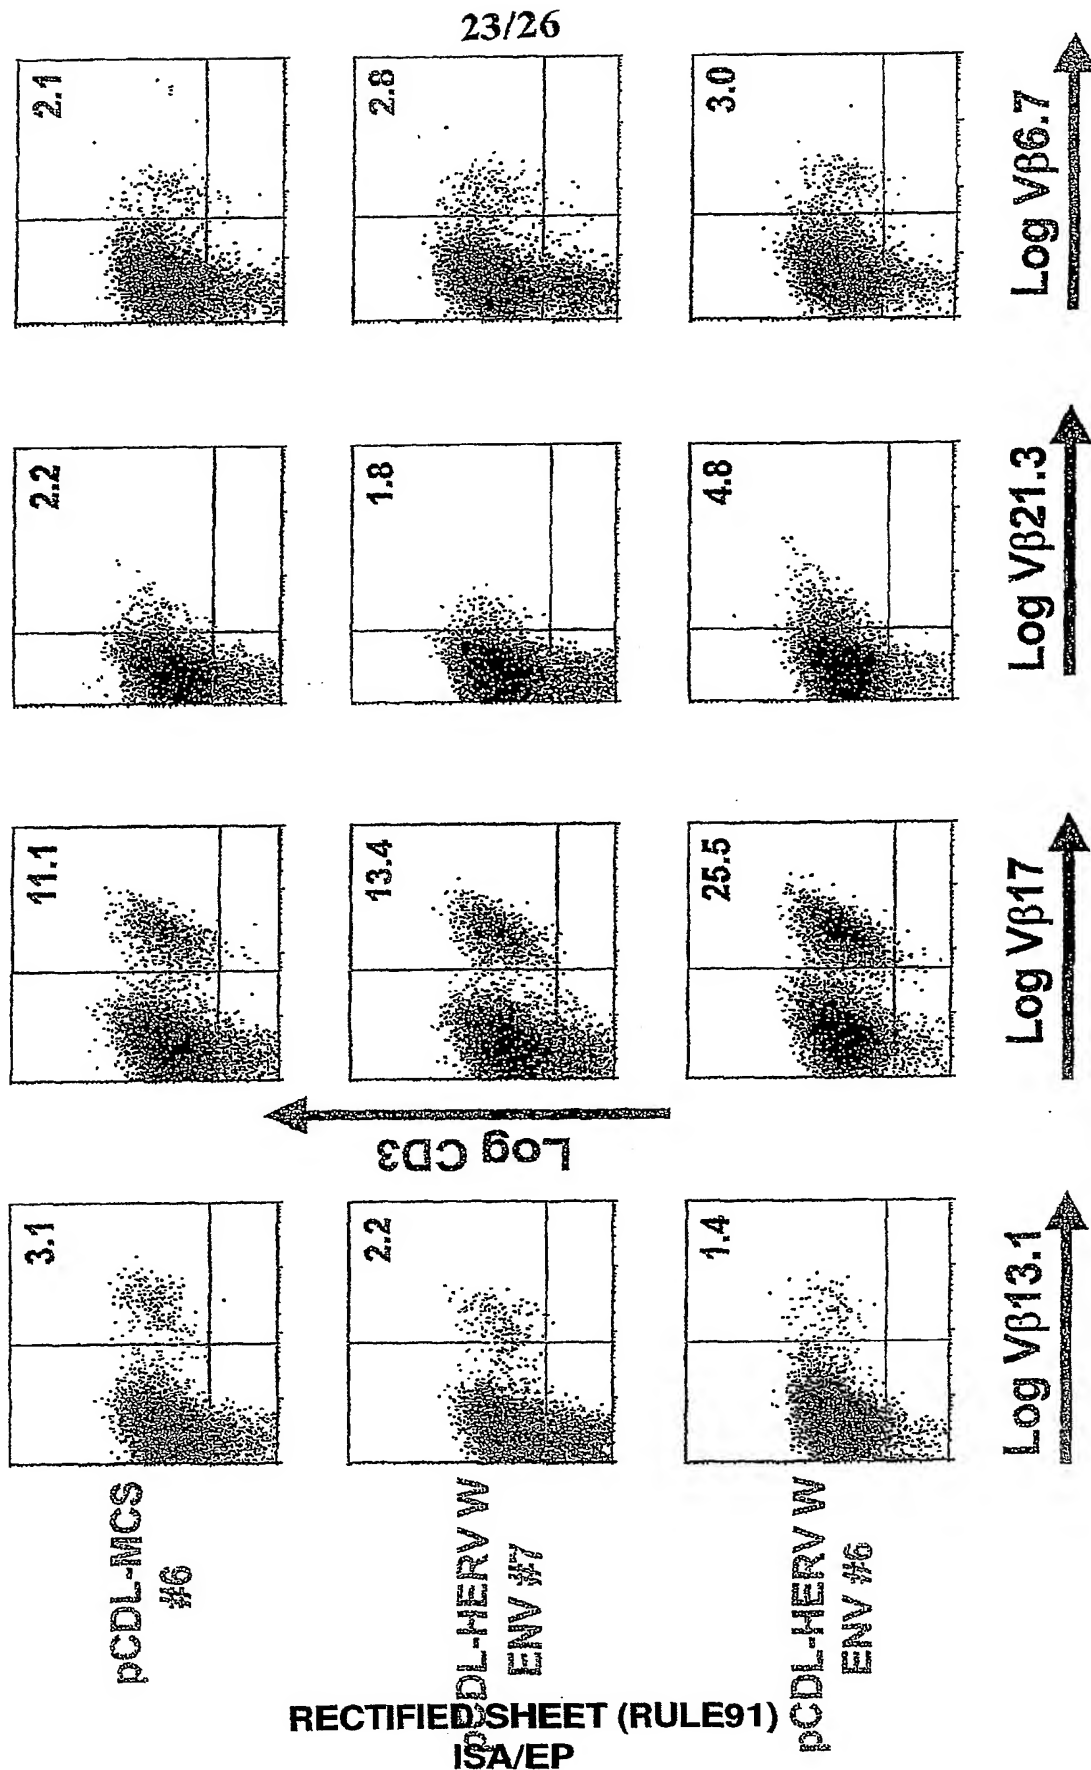 23/26
pCDL-MCS
#6
3.1
11.1
2.2
2.1
pCDL-HERV W
ENV #7
2.2
13.4
1.8
2.8
pCDL-HERV W
ENV #6
1.4
25.5
4.8
3.0
Log CD3
Log Vβ13.1
Log Vβ17
Log Vβ21.3
Log Vβ6.7
RECTIFIED SHEET (RULE91)
ISA/EP